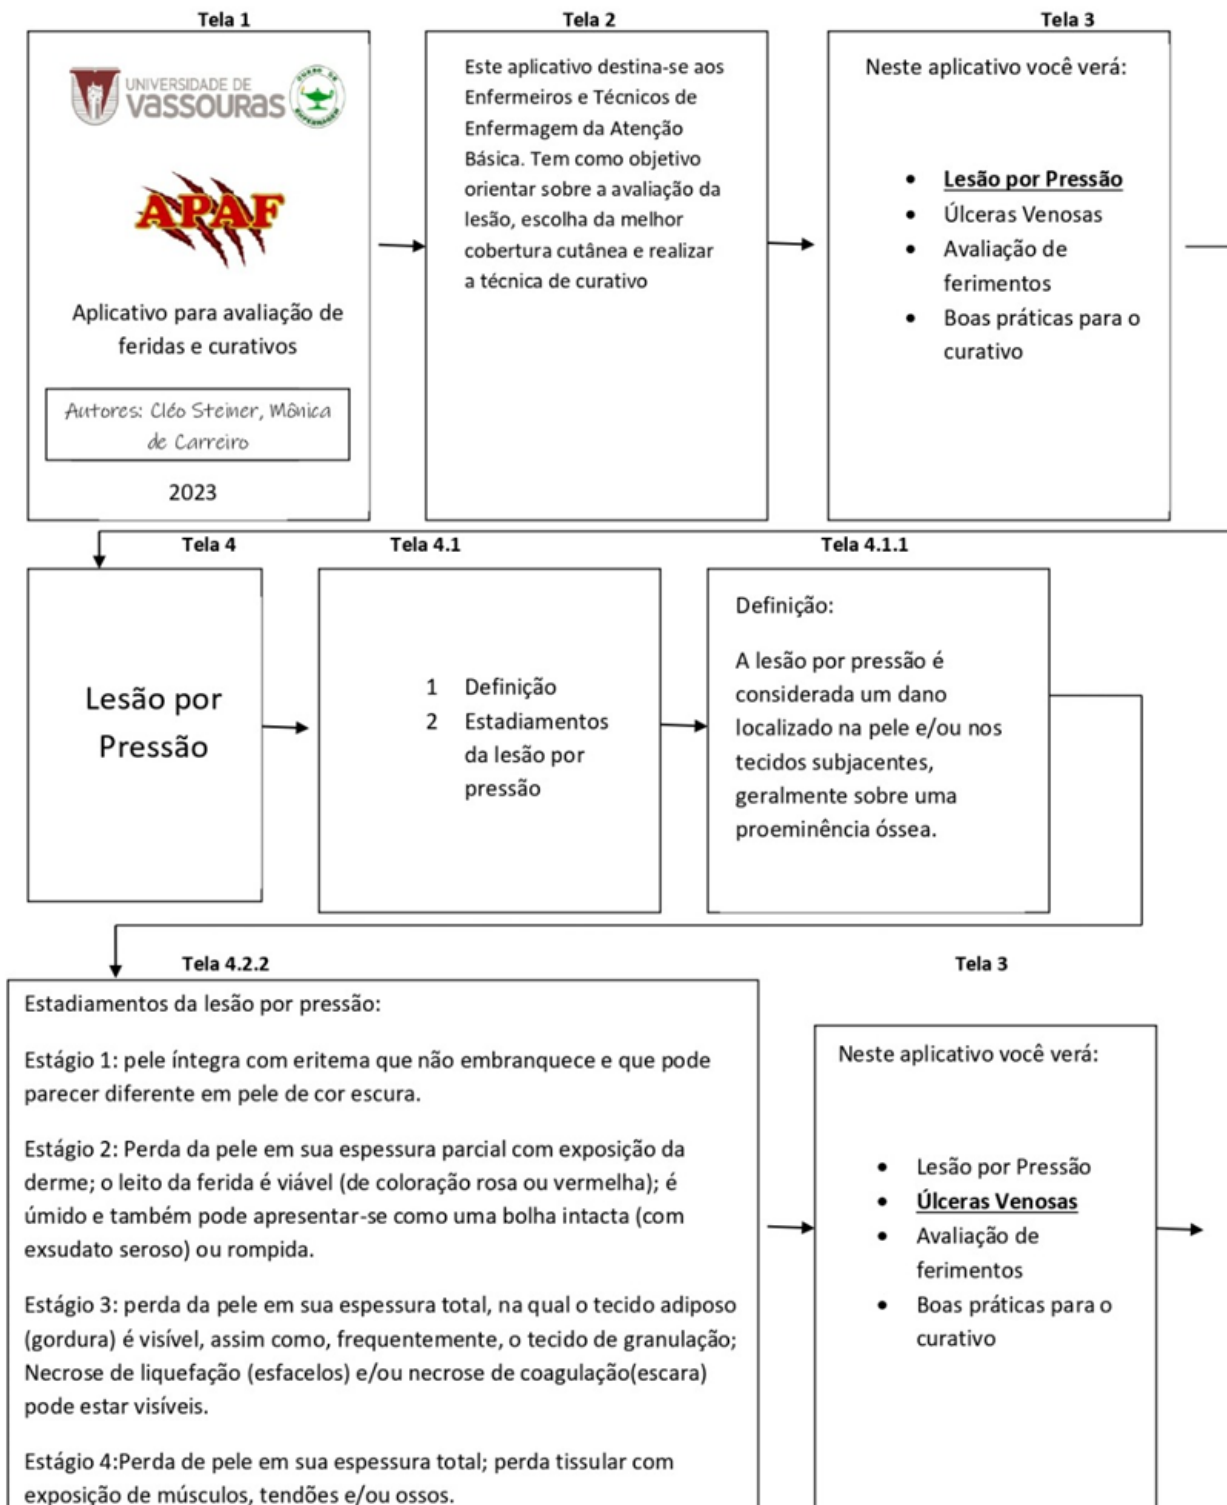 Tela 1
UNIVERSIDADE DE
VASSOURAS
CURSO DE
ENFERMAGEM
APAF
Aplicativo para avaliação de
feridas e curativos
Autores: Cléo Steiner, Mônica
de Carreiro
2023
Tela 2
Este aplicativo destina-se aos
Enfermeiros e Técnicos de
Enfermagem da Atenção
Básica. Tem como objetivo
orientar sobre a avaliação da
lesão, escolha da melhor
cobertura cutânea e realizar
a técnica de curativo
Tela 3
Neste aplicativo você verá:
• Lesão por Pressão
• Úlceras Venosas
• Avaliação de
ferimentos
• Boas práticas para o
curativo
Tela 4
Lesão por
Pressão
Tela 4.1
1 Definição
2 Estadiamentos
da lesão por
pressão
Tela 4.1.1
Definição:
A lesão por pressão é
considerada um dano
localizado na pele e/ou nos
tecidos subjacentes,
geralmente sobre uma
proeminência óssea.
Tela 4.2.2
Estadiamentos da lesão por pressão:
Estágio 1: pele íntegra com eritema que não embranquece e que pode
parecer diferente em pele de cor escura.
Estágio 2: Perda da pele em sua espessura parcial com exposição da
derme; o leito da ferida é viável (de coloração rosa ou vermelha); é
úmido e também pode apresentar-se como uma bolha intacta (com
exsudato seroso) ou rompida.
Estágio 3: perda da pele em sua espessura total, na qual o tecido adiposo
(gordura) é visível, assim como, frequentemente, o tecido de granulação;
Necrose de liquefação (esfacelos) e/ou necrose de coagulação(escara)
pode estar visíveis.
Estágio 4:Perda de pele em sua espessura total; perda tissular com
exposição de músculos, tendões e/ou ossos.
Tela 3
Neste aplicativo você verá:
• Lesão por Pressão
• Úlceras Venosas
• Avaliação de
ferimentos
• Boas práticas para o
curativo